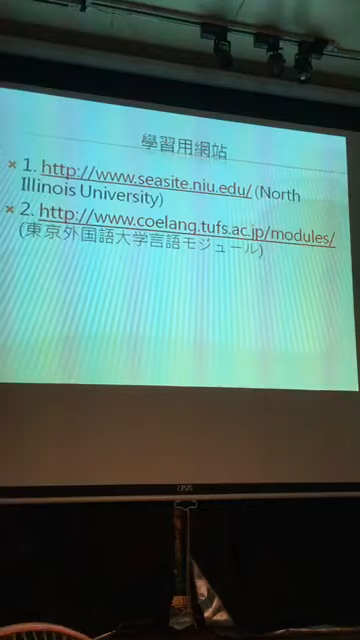 學習用網站
1. http://www.seasite.niu.edu/ (North
Illinois University)
2. http://www.coelang.tufs.ac.jp/modules/
(東京外国語大学言語モジュール)